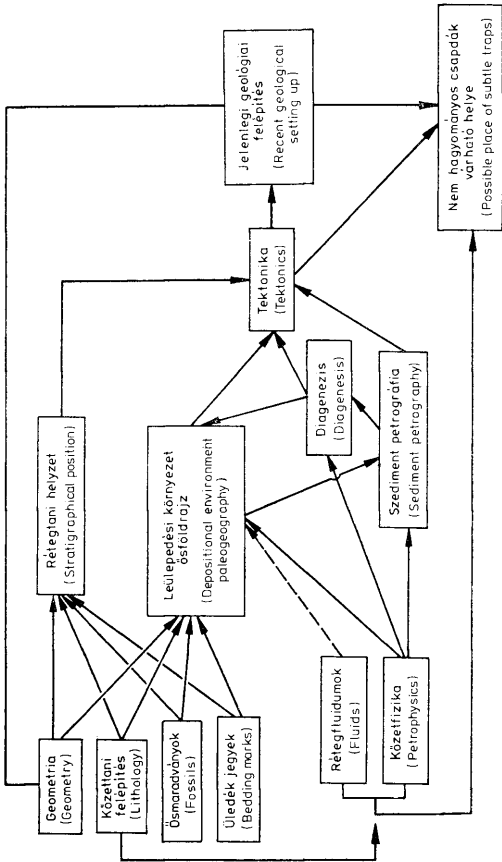 Geometria
(Geometry)
Kőzettani
felépítés
(Lithology)
Ősmaradványok
(Fossils)
Üledék jegyek
(Bedding marks)
Rétegfluidumok
(Fluids)
Kőzetfizika
(Petrophysics)
Rétegtani helyzet
(Stratigraphical position)
Leülepedési környezet
ősföldrajz
(Depositional environment
paleogeography)
Diagenezis
(Diagenesis)
Szediment petrográfia
(Sediment petrography)
Tektonika
(Tektonics)
Jelenlegi geológiai
felépítés
(Recent geological
setting up)
Nem hagyományos csapdák
várható helye
(Possible place of subtle traps)